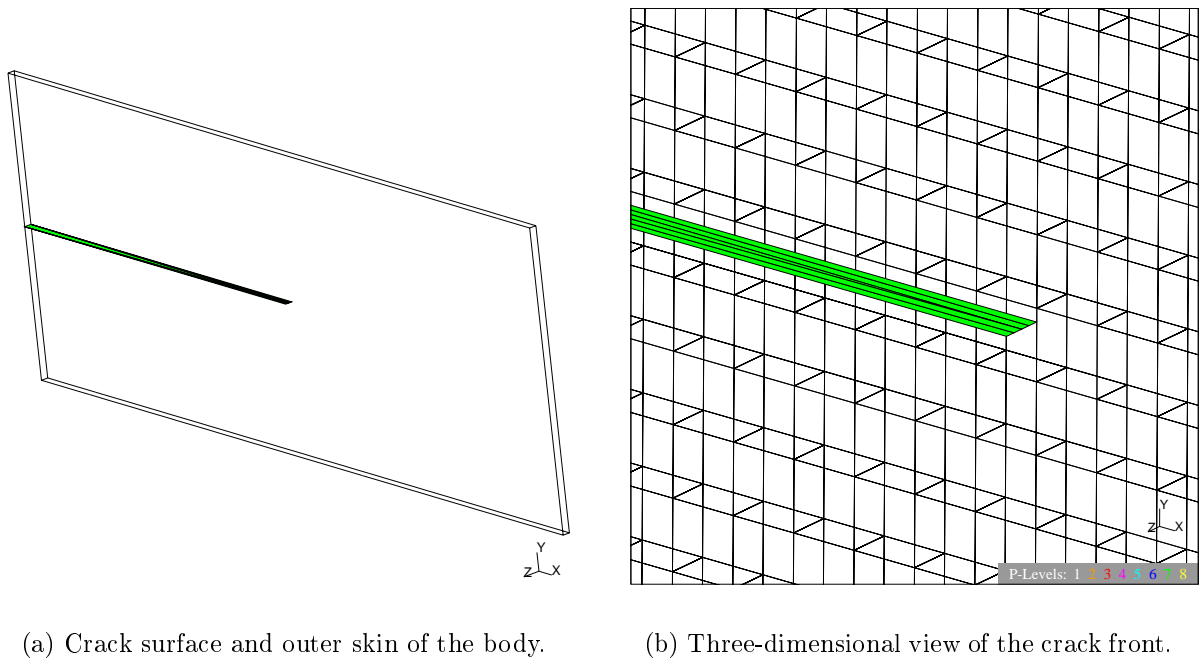 Y
Z X
Y
Z X
P-Levels: 1 2 3 4 5 6 7 8
(a) Crack surface and outer skin of the body.
(b) Three-dimensional view of the crack front.